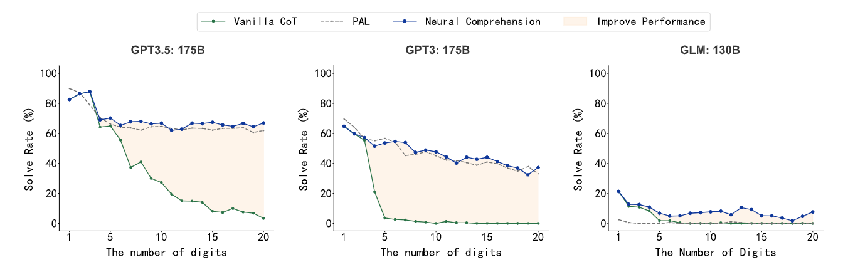 Vanilla CoT PAL Neural Comprehension Improve Performance
GPT3.5: 175B GPT3: 175B GLM: 130B
100 100 100
80 80 80
60 60 60
40 40 40
20 20 20
0 0 0
Solve Rate (%) Solve Rate (%) Solve Rate (%)
1 5 10 15 20 1 5 10 15 20 1 5 10 15 20
The number of digits The number of digits The Number of Digits